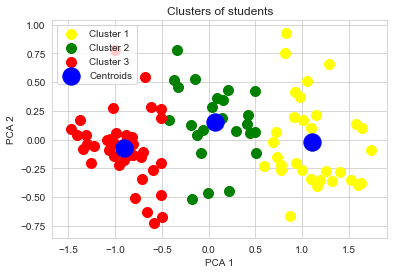 Clusters of students
Cluster 1
Cluster 2
Cluster 3
Centroids
PCA 2
1.00
0.75
0.50
0.25
0.00
−0.25
−0.50
−0.75
−1.5
−1.0
−0.5
0.0
0.5
1.0
1.5
PCA 1